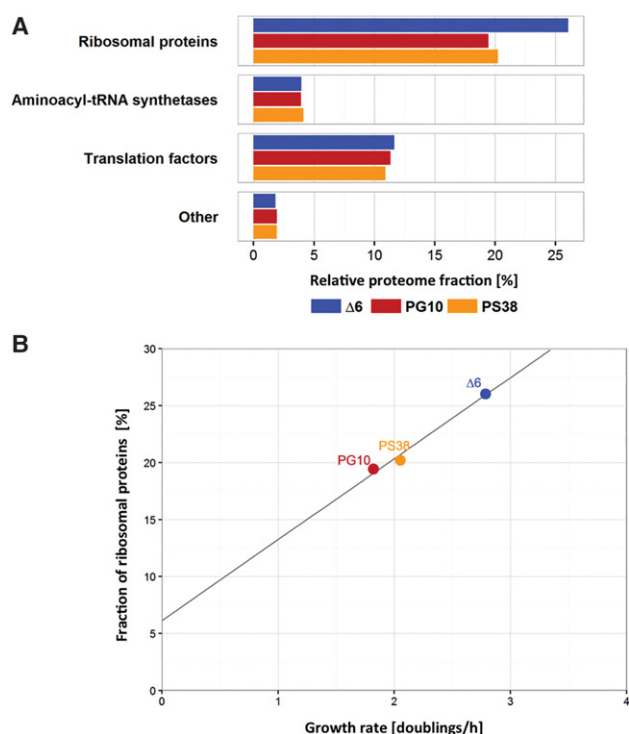 A
Ribosomal proteins
Aminoacyl-tRNA synthetases
Translation factors
Other
0 5 10 15 20 25
Relative proteome fraction [%]
Δ6 PG10 PS38
B
Fraction of ribosomal proteins [%]
30
25
20
15
10
5
0
Δ6
PS38
PG10
0 1 2 3 4
Growth rate [doublings/h]